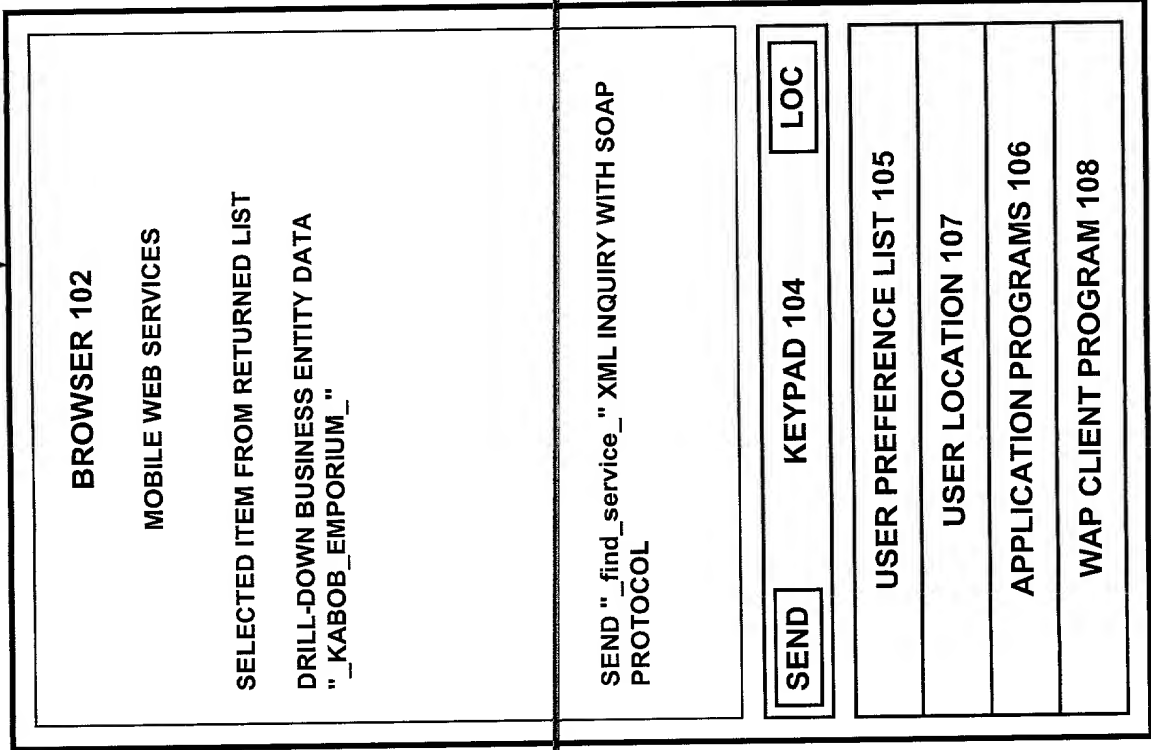 BROWSER 102
MOBILE WEB SERVICES
SELECTED ITEM FROM RETURNED LIST
DRILL-DOWN BUSINESS ENTITY DATA
"_KABOB_EMPORIUM_"
SEND "_find_service_" XML INQUIRY WITH SOAP
PROTOCOL
SEND KEYPAD 104 LOC
USER PREFERENCE LIST 105
USER LOCATION 107
APPLICATION PROGRAMS 106
WAP CLIENT PROGRAM 108